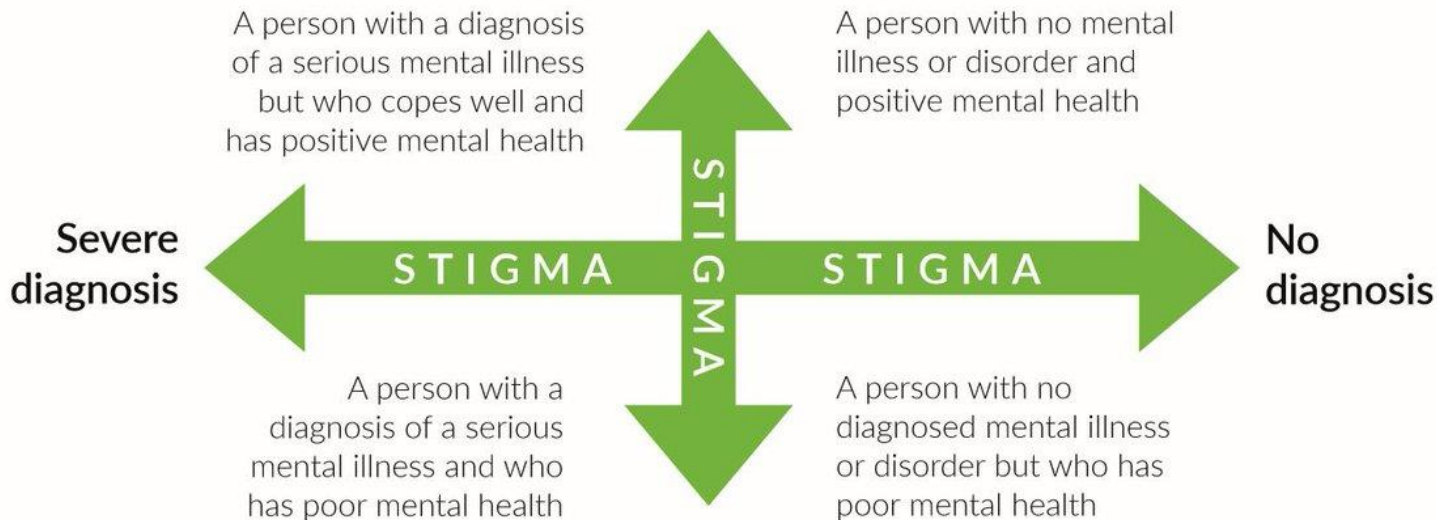 A person with a diagnosis
of a serious mental illness
but who copes well and
has positive mental health
A person with no mental
illness or disorder and
positive mental health
Severe
diagnosis
STIGMA
STIGMA
STIGMA
No
diagnosis
A person with a
diagnosis of a serious
mental illness and who
has poor mental health
A person with no
diagnosed mental illness
or disorder but who has
poor mental health